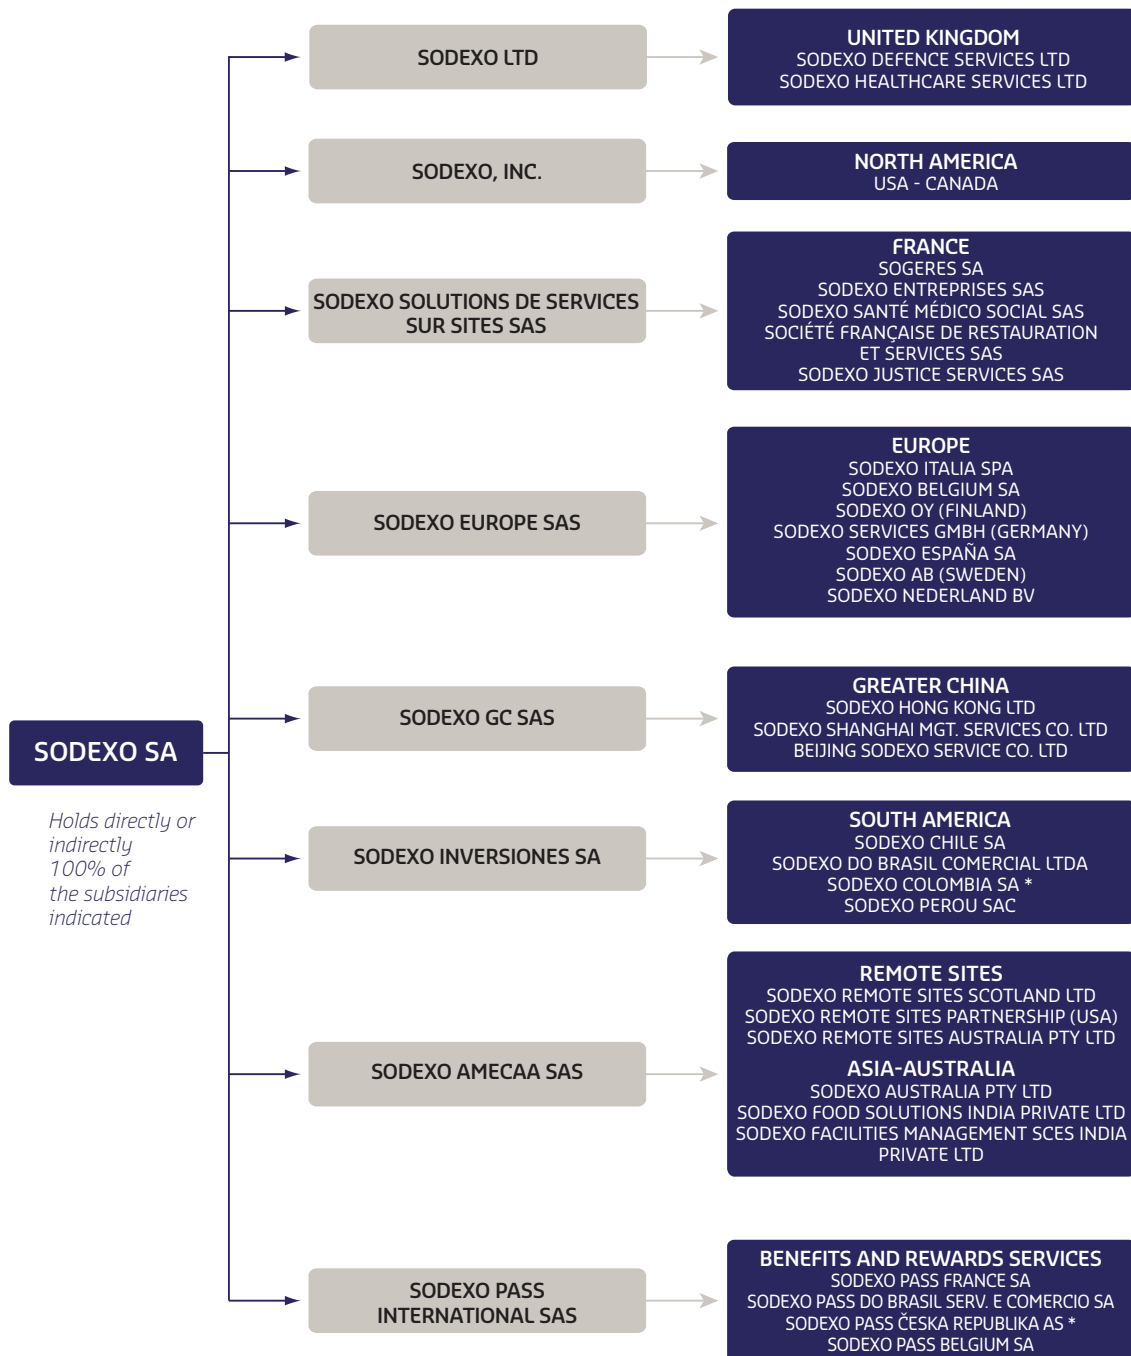 SODEXO SA
Holds directly or
indirectly
100% of
the subsidiaries
indicated
SODEXO LTD
UNITED KINGDOM
SODEXO DEFENCE SERVICES LTD
SODEXO HEALTHCARE SERVICES LTD
SODEXO, INC.
NORTH AMERICA
USA - CANADA
SODEXO SOLUTIONS DE SERVICES
SUR SITES SAS
FRANCE
SOGERES SA
SODEXO ENTREPRISES SAS
SODEXO SANTÉ MÉDICO SOCIAL SAS
SOCIÉTÉ FRANÇAISE DE RESTAURATION
ET SERVICES SAS
SODEXO JUSTICE SERVICES SAS
SODEXO EUROPE SAS
EUROPE
SODEXO ITALIA SPA
SODEXO BELGIUM SA
SODEXO OY (FINLAND)
SODEXO SERVICES GMBH (GERMANY)
SODEXO ESPAÑA SA
SODEXO AB (SWEDEN)
SODEXO NEDERLAND BV
SODEXO GC SAS
GREATER CHINA
SODEXO HONG KONG LTD
SODEXO SHANGHAI MGT. SERVICES CO. LTD
BEIJING SODEXO SERVICE CO. LTD
SODEXO INVERSIONES SA
SOUTH AMERICA
SODEXO CHILE SA
SODEXO DO BRASIL COMERCIAL LTDA
SODEXO COLOMBIA SA *
SODEXO PEROU SAC
SODEXO AMECAA SAS
REMOTE SITES
SODEXO REMOTE SITES SCOTLAND LTD
SODEXO REMOTE SITES PARTNERSHIP (USA)
SODEXO REMOTE SITES AUSTRALIA PTY LTD
ASIA-AUSTRALIA
SODEXO AUSTRALIA PTY LTD
SODEXO FOOD SOLUTIONS INDIA PRIVATE LTD
SODEXO FACILITIES MANAGEMENT SCES INDIA
PRIVATE LTD
SODEXO PASS
INTERNATIONAL SAS
BENEFITS AND REWARDS SERVICES
SODEXO PASS FRANCE SA
SODEXO PASS DO BRASIL SERV. E COMERCIO SA
SODEXO PASS ČESKA REPUBLIKA AS *
SODEXO PASS BELGIUM SA